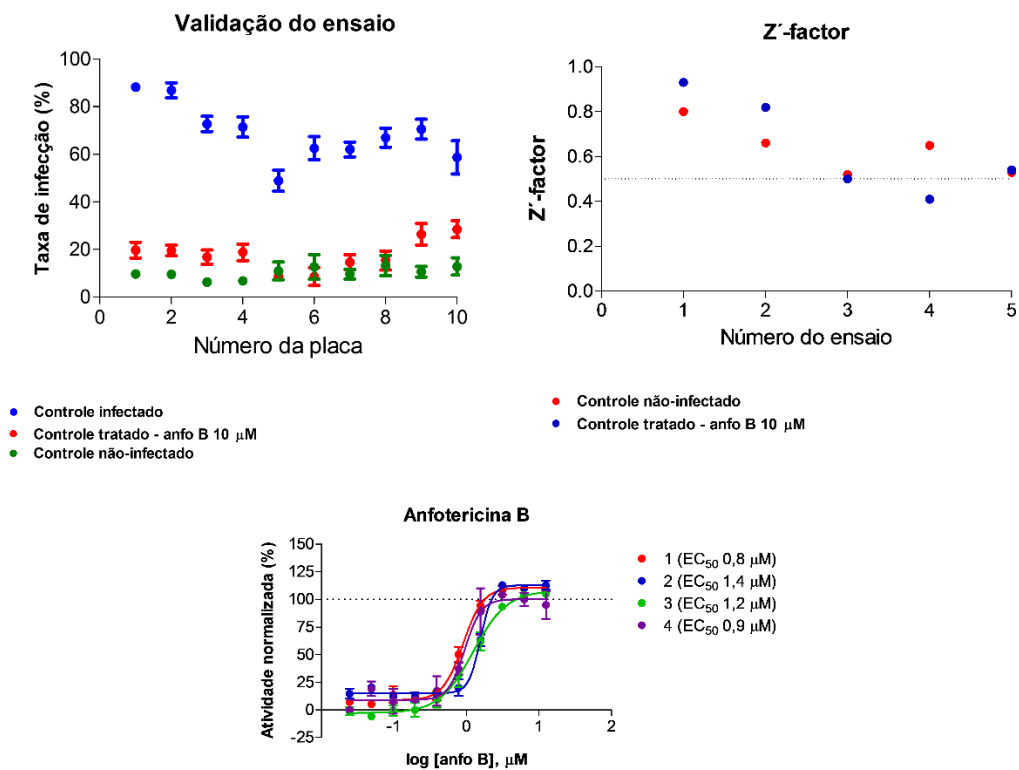 Validação do ensaio
Taxa de infecção (%)
100
80
60
40
20
0
0 2 4 6 8 10
Número da placa
Controle infectado
Controle tratado - anfo B 10 µM
Controle não-infectado
Z´-factor
Z´-factor
1.0
0.8
0.6
0.4
0.2
0.0
0 1 2 3 4 5
Número do ensaio
Controle não-infectado
Controle tratado - anfo B 10 µM
Anfotericina B
Atividade normalizada (%)
150
125
100
75
50
25
0
-25
-1 0 1 2
log [anfo B], µM
1 (EC₅₀ 0,8 µM)
2 (EC₅₀ 1,4 µM)
3 (EC₅₀ 1,2 µM)
4 (EC₅₀ 0,9 µM)